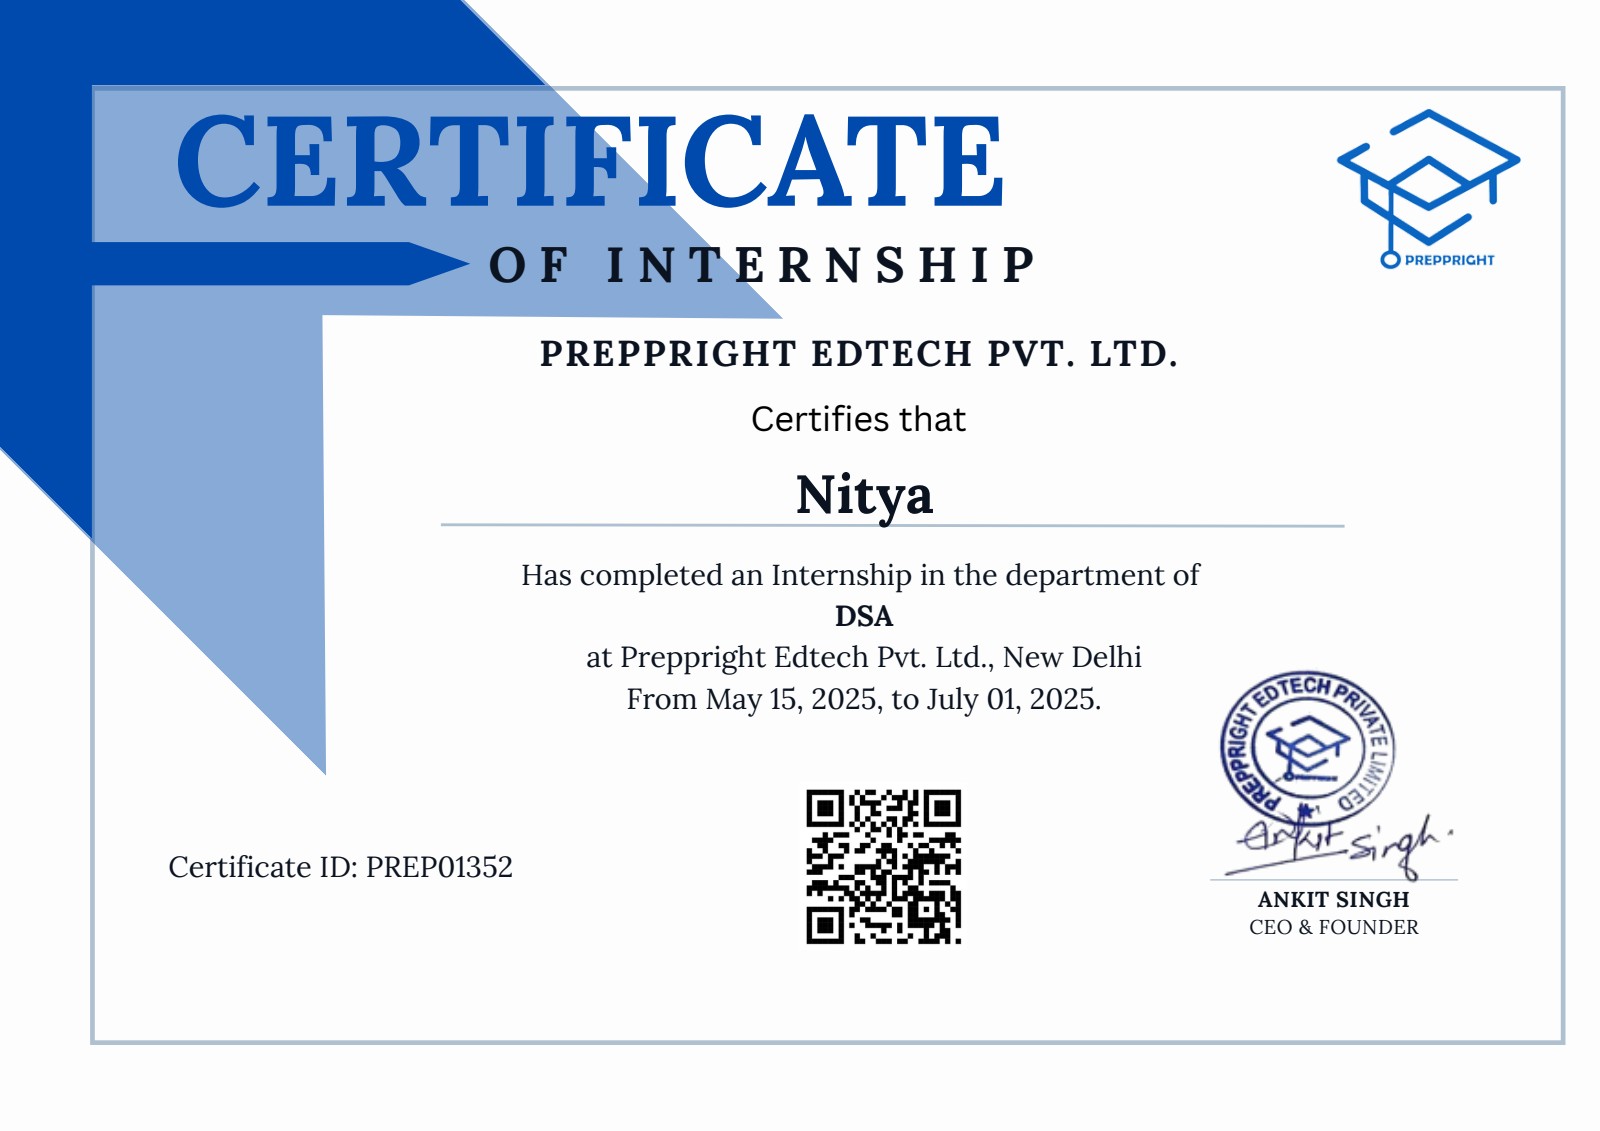 CERTIFICATE
OF INTERNSHIP
PREPPRIGHT
PREPPRIGHT EDTECH PVT. LTD.
Certifies that
Nitya
Has completed an Internship in the department of
DSA
at Preppright Edtech Pvt. Ltd., New Delhi
From May 15, 2025, to July 01, 2025.
PREPPRIGHT EDTECH PRIVATE LIMITED
Certificate ID: PREP01352
Ankit Singh.
ANKIT SINGH
CEO & FOUNDER